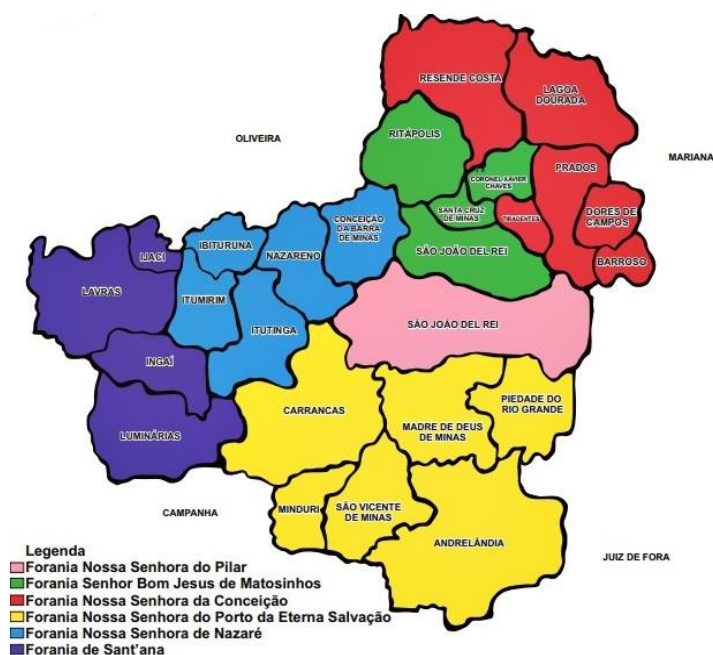 RESENDE COSTA
LAGOA
DOURADA
OLIVEIRA
RITÁPOLIS
MARIANA
PRADOS
CORONEL XAVIER
CHAVES
SANTA CRUZ
DE MINAS
TIRADENTES
DORES DE
CAMPOS
CONCEIÇÃO
DA BARRA
DE MINAS
IBITURUNA
NAZARENO
SÃO JOÃO DEL REI
BARROSO
IJACI
LAVRAS
ITUMIRIM
ITUTINGA
SÃO JOÃO DEL REI
INGAÍ
LUMINÁRIAS
CARRANCAS
PIEDADE DO
RIO GRANDE
MADRE DE DEUS
DE MINAS
CAMPANHA
MINDURI
SÃO VICENTE
DE MINAS
ANDRELÂNDIA
JUIZ DE FORA
Legenda
Forania Nossa Senhora do Pilar
Forania Senhor Bom Jesus de Matosinhos
Forania Nossa Senhora da Conceição
Forania Nossa Senhora do Porto da Eterna Salvação
Forania Nossa Senhora de Nazaré
Forania de Sant'ana